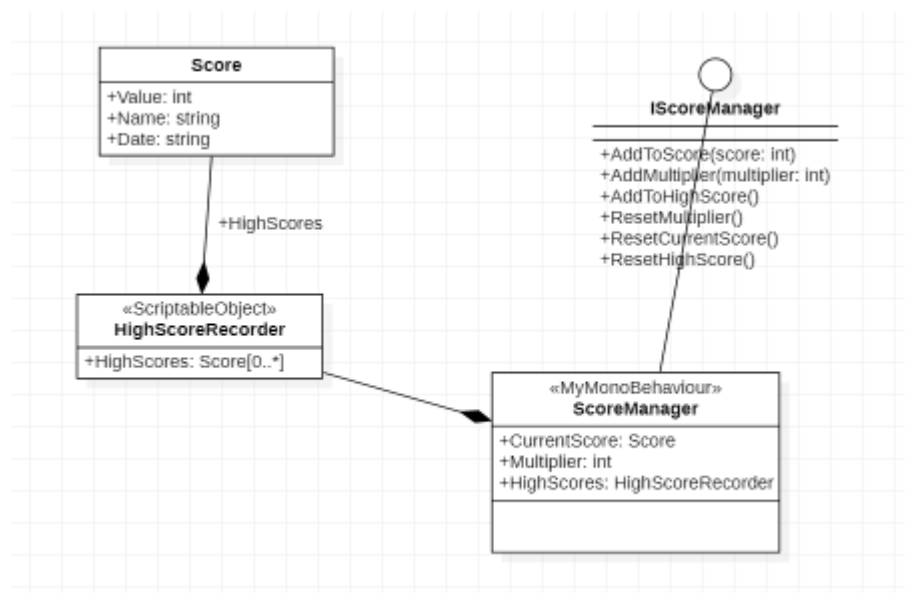 Score
+Value: int
+Name: string
+Date: string
+HighScores
«ScriptableObject»
HighScoreRecorder
+HighScores: Score[0..*]
IScoreManager
+AddToScore(score: int)
+AddMultiplier(multiplier: int)
+AddToHighScore()
+ResetMultiplier()
+ResetCurrentScore()
+ResetHighScore()
«MyMonoBehaviour»
ScoreManager
+CurrentScore: Score
+Multiplier: int
+HighScores: HighScoreRecorder